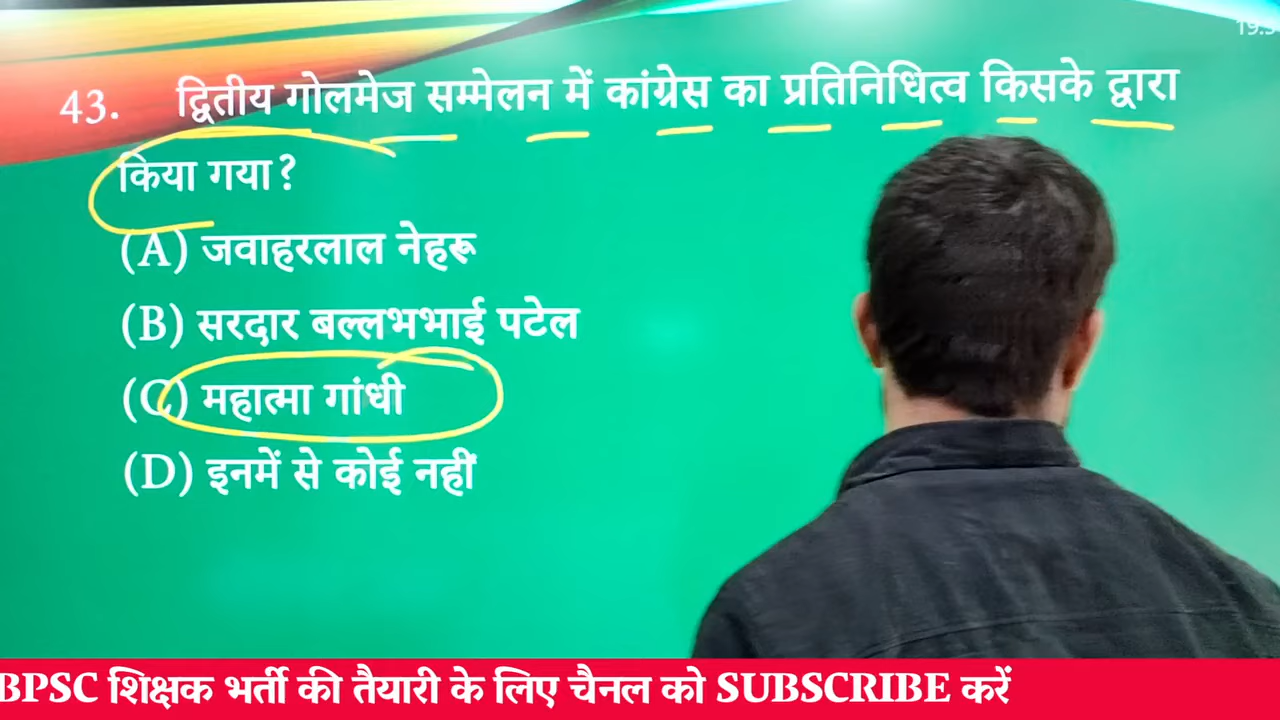 43. द्वितीय गोलमेज सम्मेलन में कांग्रेस का प्रतिनिधित्व किसके द्वारा
किया गया?
(A) जवाहरलाल नेहरू
(B) सरदार बल्लभभाई पटेल
(C) महात्मा गांधी
(D) इनमें से कोई नहीं
BPSC शिक्षक भर्ती की तैयारी के लिए चैनल को SUBSCRIBE करें